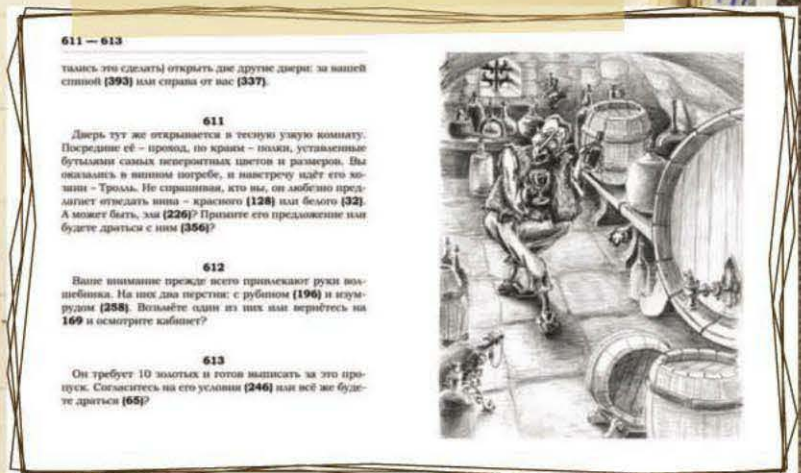 611 — 613
тались это сделать) открыть две другие двери: за вашей
спиной (393) или справа от вас (337).
611
Дверь тут же открывается в тесную узкую комнату.
Посредине её – проход, по краям – полки, уставленные
бутылями самых невероятных цветов и размеров. Вы
оказались в винном погребе, и навстречу идёт его хо-
зяин – Тролль. Не спрашивая, кто вы, он любезно пред-
лагает отведать вина – красного (128) или белого (32).
А может быть, эля (226)? Примите его предложение или
будете драться с ним (356)?
612
Ваше внимание прежде всего привлекают руки вол-
шебника. На них два перстня: с рубином (196) и изум-
рудом (258). Возьмёте один из них или вернётесь на
169 и осмотрите кабинет?
613
Он требует 10 золотых и готов выписать за это про-
пуск. Согласитесь на его условия (246) или всё же буде-
те драться (65)?